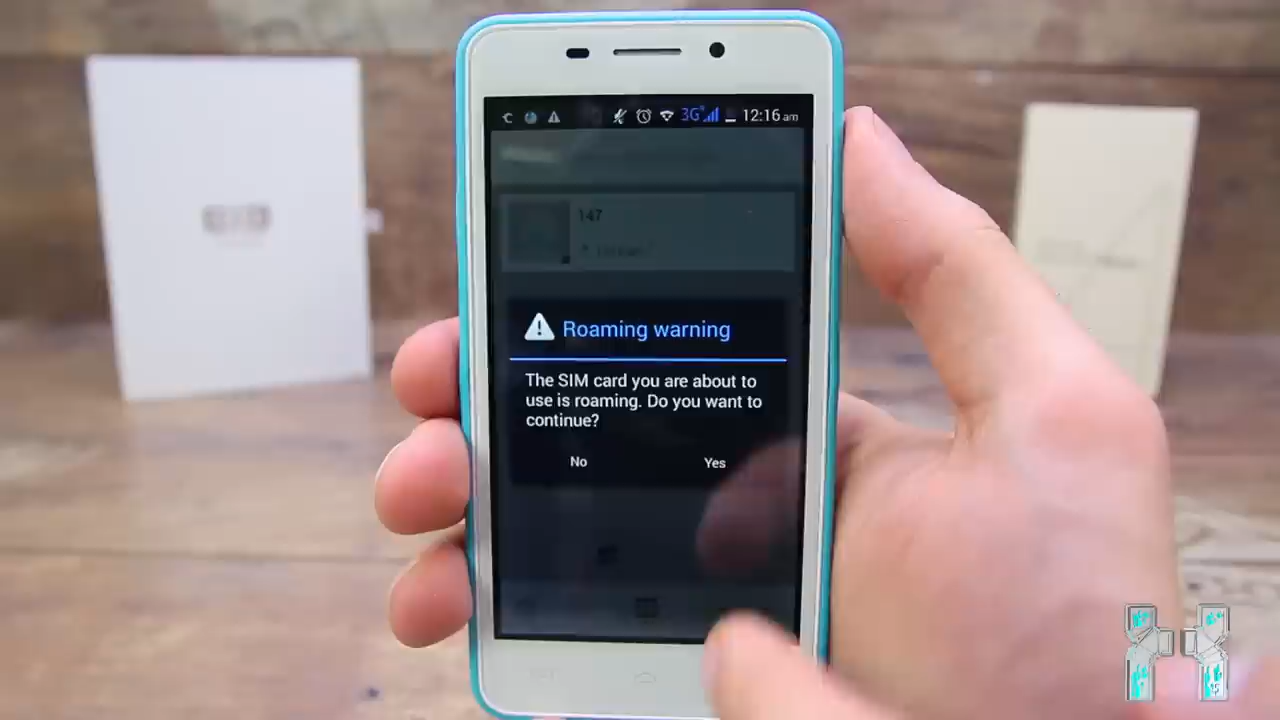 3G 12:16 am
147
Roaming warning
The SIM card you are about to
use is roaming. Do you want to
continue?
No Yes